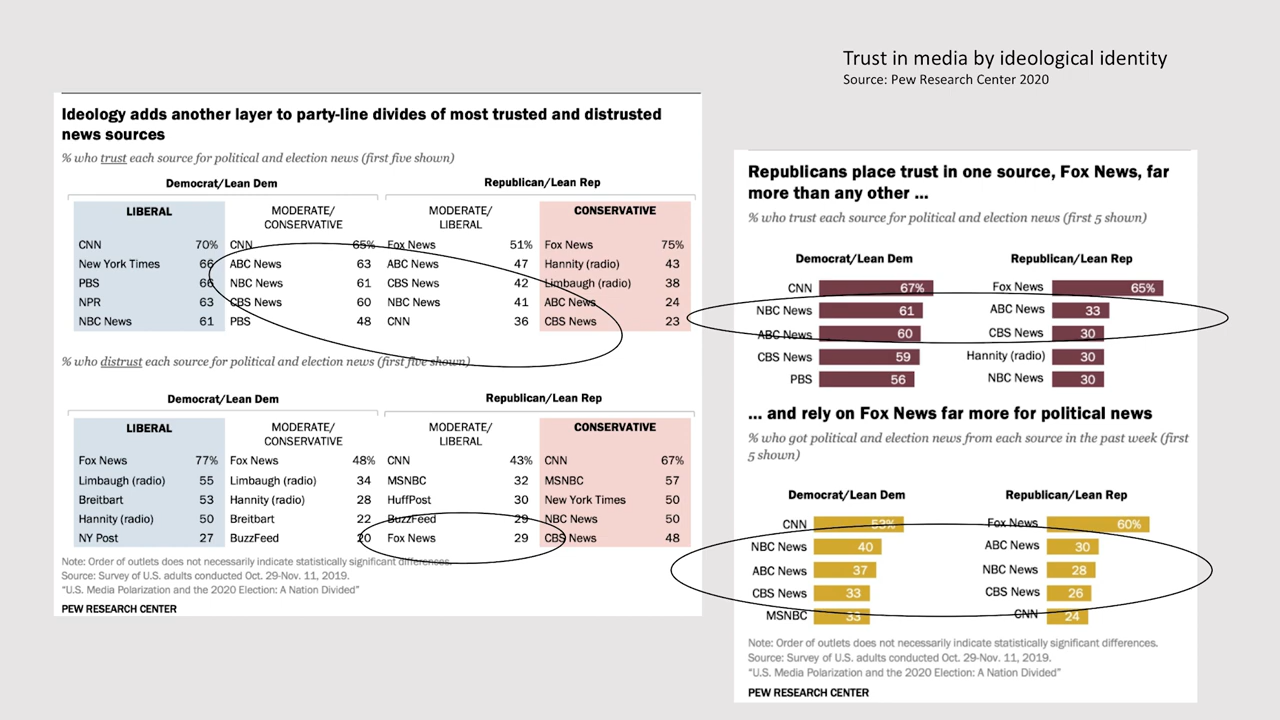 Trust in media by ideological identity
Source: Pew Research Center 2020
Ideology adds another layer to party-line divides of most trusted and distrusted
news sources
% who trust each source for political and election news (first five shown)
Democrat/Lean Dem Republican/Lean Rep
LIBERAL MODERATE/ MODERATE/ CONSERVATIVE
CONSERVATIVE LIBERAL
CNN 70% CNN 65% Fox News 51% Fox News 75%
New York Times 66 ABC News 63 ABC News 47 Hannity (radio) 43
PBS 66 NBC News 61 CBS News 42 Limbaugh (radio) 38
NPR 63 CBS News 60 NBC News 41 ABC News 24
NBC News 61 PBS 48 CNN 36 CBS News 23
% who distrust each source for political and election news (first five shown)
Democrat/Lean Dem Republican/Lean Rep
LIBERAL MODERATE/ MODERATE/ CONSERVATIVE
CONSERVATIVE LIBERAL
Fox News 77% Fox News 48% CNN 43% CNN 67%
Limbaugh (radio) 55 Limbaugh (radio) 34 MSNBC 32 MSNBC 57
Breitbart 53 Hannity (radio) 28 HuffPost 30 New York Times 50
Hannity (radio) 50 Breitbart 22 BuzzFeed 29 NBC News 50
NY Post 27 BuzzFeed 20 Fox News 29 CBS News 48
Note: Order of outlets does not necessarily indicate statistically significant differences.
Source: Survey of U.S. adults conducted Oct. 29-Nov. 11, 2019.
“U.S. Media Polarization and the 2020 Election: A Nation Divided”
PEW RESEARCH CENTER
Republicans place trust in one source, Fox News, far
more than any other ...
% who trust each source for political and election news (first 5 shown)
Democrat/Lean Dem Republican/Lean Rep
CNN 67% Fox News 65%
NBC News 61 ABC News 33
ABC News 60 CBS News 30
CBS News 59 Hannity (radio) 30
PBS 56 NBC News 30
... and rely on Fox News far more for political news
% who got political and election news from each source in the past week (first
5 shown)
Democrat/Lean Dem Republican/Lean Rep
CNN 53% Fox News 60%
NBC News 40 ABC News 30
ABC News 37 NBC News 28
CBS News 33 CBS News 26
MSNBC 33 CNN 24
Note: Order of outlets does not necessarily indicate statistically significant differences.
Source: Survey of U.S. adults conducted Oct. 29-Nov. 11, 2019.
“U.S. Media Polarization and the 2020 Election: A Nation Divided”
PEW RESEARCH CENTER